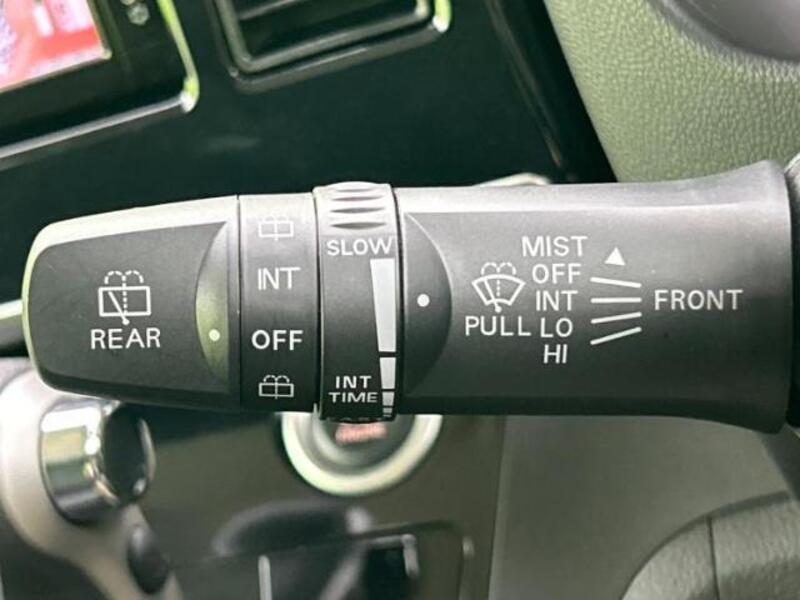 REAR
INT
OFF
SLOW
INT
TIME
MIST
OFF
INT
PULL LO
HI
FRONT